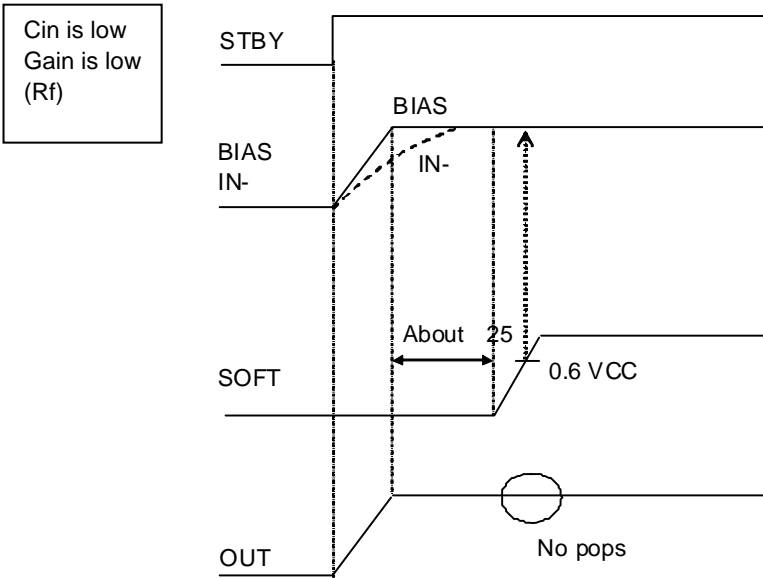 Cin is low
Gain is low
(Rf)
STBY
BIAS
BIAS
IN-
IN-
About 25
SOFT
0.6 VCC
OUT
No pops